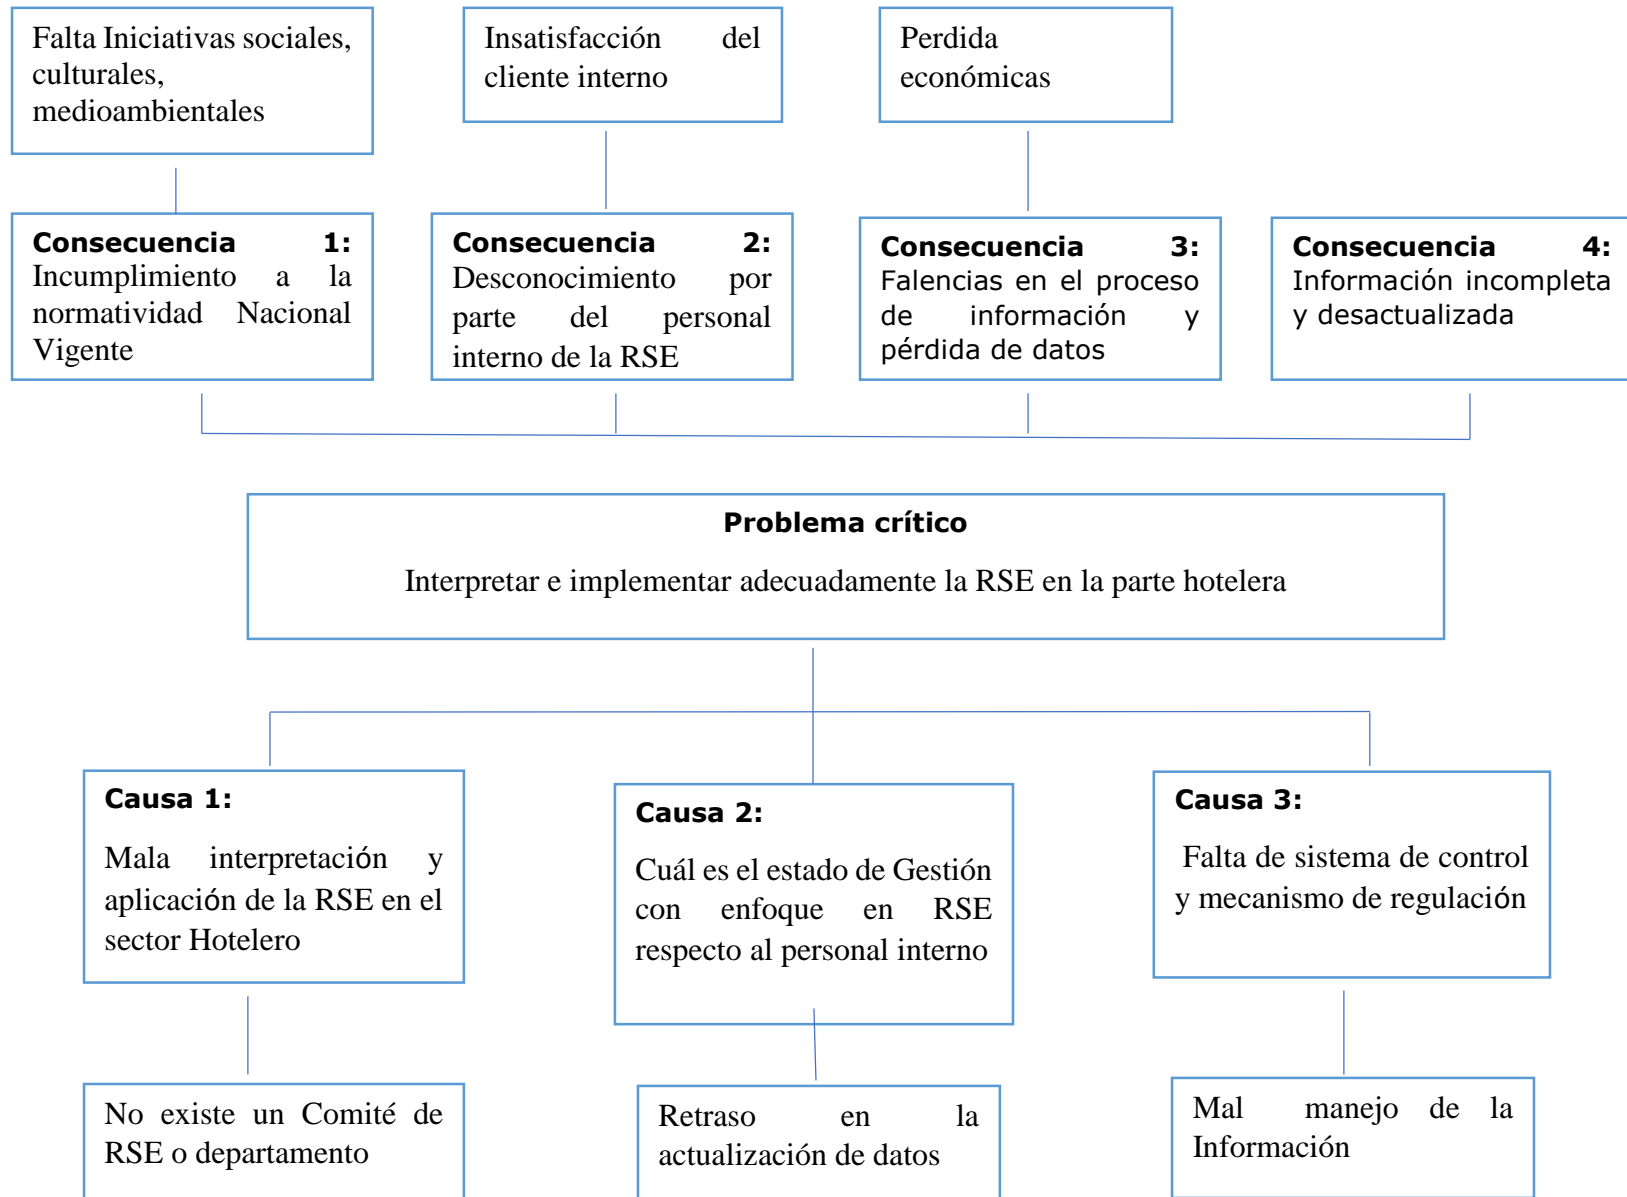 Falta Iniciativas sociales,
culturales,
medioambientales
Insatisfacción del
cliente interno
Perdida
económicas
Consecuencia 1:
Incumplimiento a la
normatividad Nacional
Vigente
Consecuencia 2:
Desconocimiento por
parte del personal
interno de la RSE
Consecuencia 3:
Falencias en el proceso
de información y
pérdida de datos
Consecuencia 4:
Información incompleta
y desactualizada
Problema crítico
Interpretar e implementar adecuadamente la RSE en la parte hotelera
Causa 1:
Mala interpretación y
aplicación de la RSE en el
sector Hotelero
Causa 2:
Cuál es el estado de Gestión
con enfoque en RSE
respecto al personal interno
Causa 3:
Falta de sistema de control
y mecanismo de regulación
No existe un Comité de
RSE o departamento
Retraso en la
actualización de datos
Mal manejo de la
Información